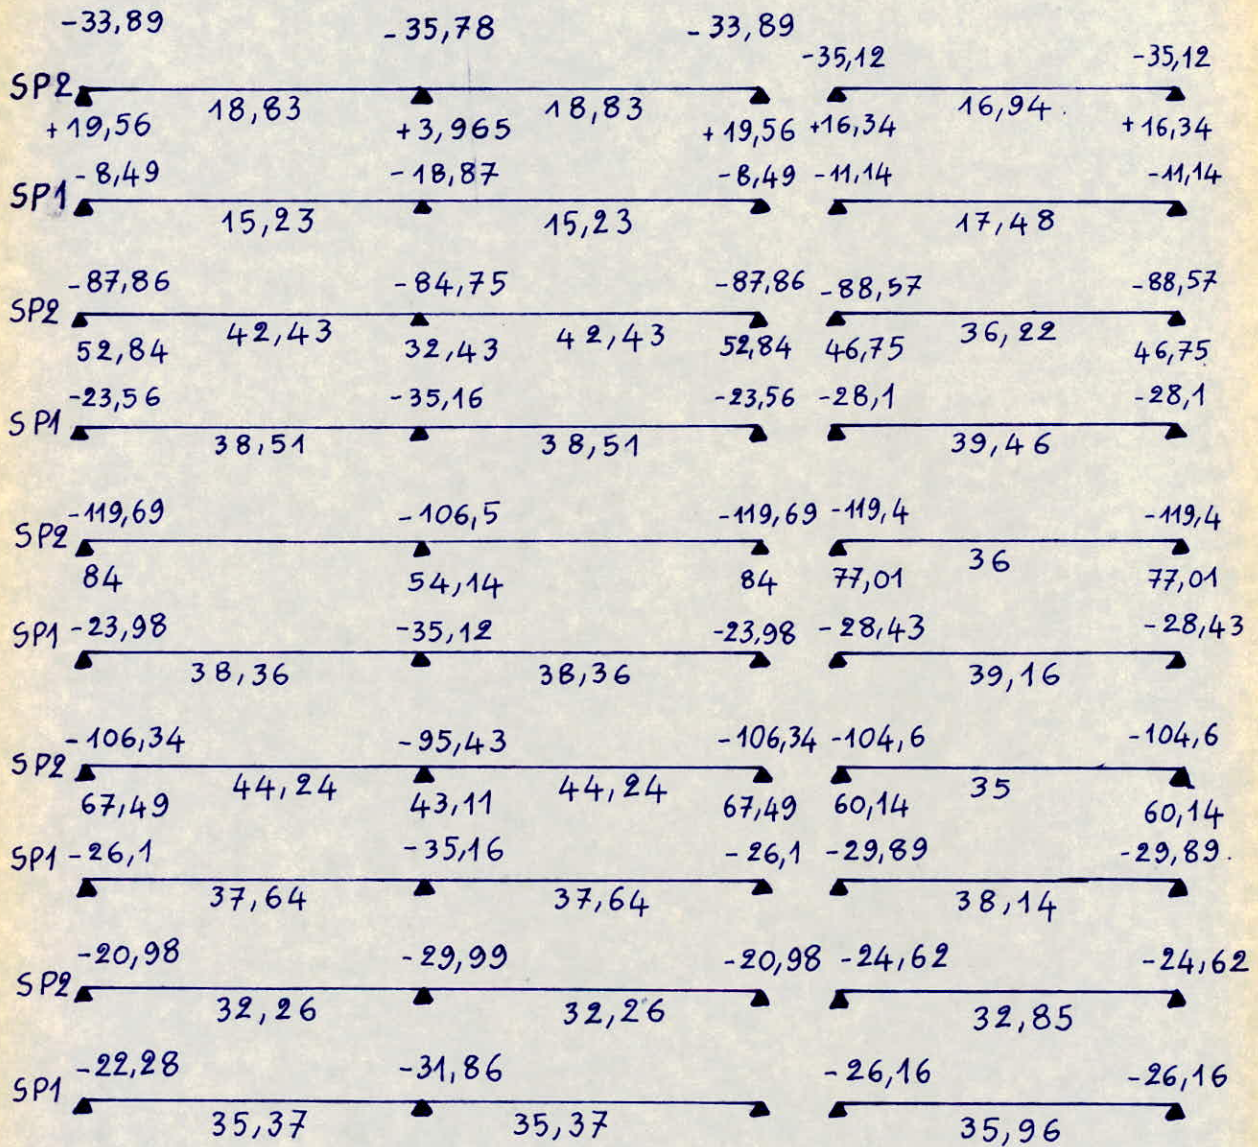 -33,89 -35,78 -33,89 -35,12 -35,12
SP2 18,83 18,83 16,94
+19,56 +3,965 +19,56 +16,34 +16,34
SP1 -8,49 -18,87 -8,49 -11,14 -11,14
15,23 15,23 17,48
-87,86 -84,75 -87,86 -88,57 -88,57
SP2 42,43 42,43 36,22
52,84 32,43 52,84 46,75 46,75
-23,56 -35,16 -23,56 -28,1 -28,1
SP1 38,51 38,51 39,46
-119,69 -106,5 -119,69 -119,4 -119,4
SP2 36
84 54,14 84 77,01 77,01
SP1 -23,98 -35,12 -23,98 -28,43 -28,43
38,36 38,36 39,16
-106,34 -95,43 -106,34 -104,6 -104,6
SP2 44,24 44,24 35
67,49 43,11 67,49 60,14 60,14
SP1 -26,1 -35,16 -26,1 -29,89 -29,89.
37,64 37,64 38,14
-20,98 -29,99 -20,98 -24,62 -24,62
SP2 32,26 32,26 32,85
-22,28 -31,86 -26,16 -26,16
SP1 35,37 35,37 35,96